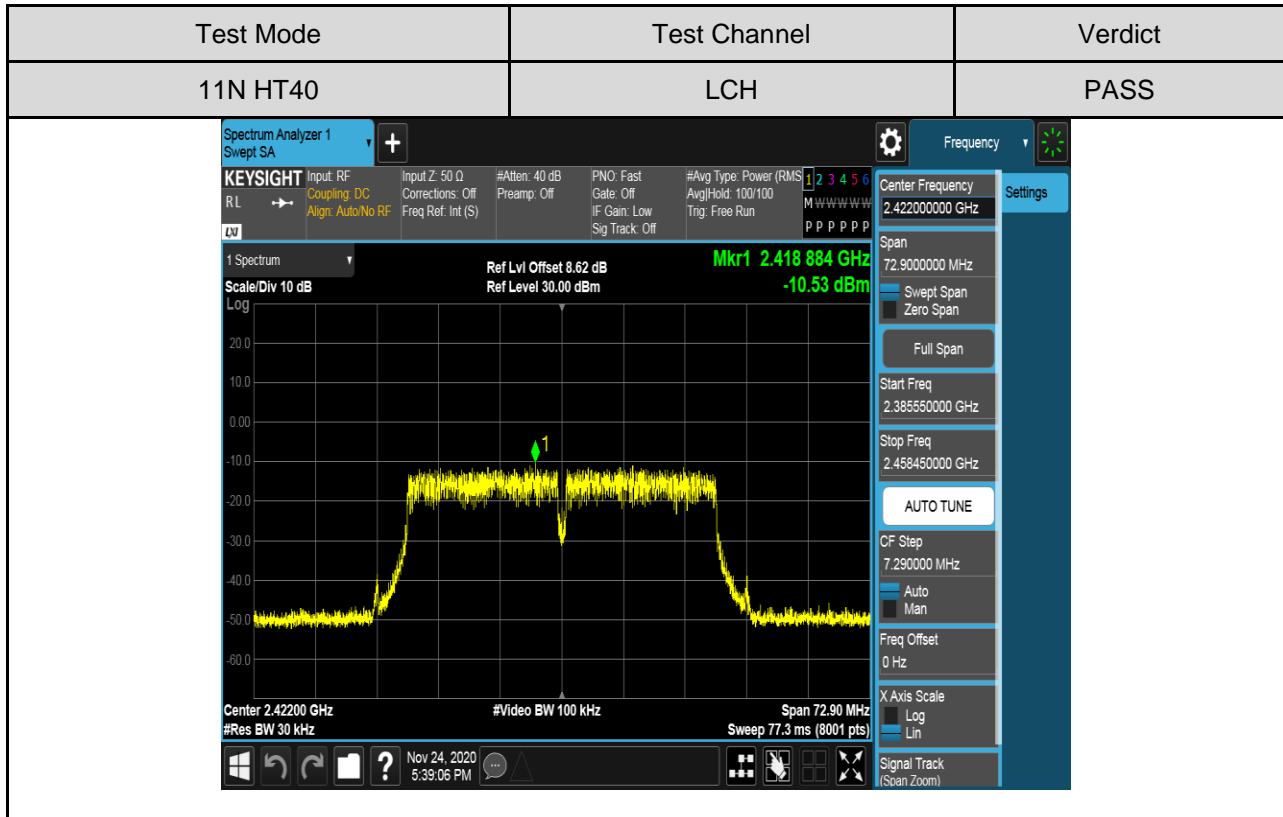 Test Mode Test Channel Verdict
11N HT40 LCH PASS
Spectrum Analyzer 1
Swept SA
+
Frequency
KEYSIGHT
RL
LXI
Input: RF
Coupling: DC
Align: Auto/No RF
Input Z: 50 Ω
Corrections: Off
Freq Ref: Int (S)
#Atten: 40 dB
Preamp: Off
PNO: Fast
Gate: Off
IF Gain: Low
Sig Track: Off
#Avg Type: Power (RMS
Avg|Hold: 100/100
Trig: Free Run
1 2 3 4 5 6
M W W W W W
P P P P P P
1 Spectrum
Scale/Div 10 dB
Ref Lvl Offset 8.62 dB
Ref Level 30.00 dBm
Mkr1 2.418 884 GHz
-10.53 dBm
Log
20.0
10.0
0.00
-10.0
-20.0
-30.0
-40.0
-50.0
-60.0
1
Center 2.42200 GHz
#Res BW 30 kHz
#Video BW 100 kHz
Span 72.90 MHz
Sweep 77.3 ms (8001 pts)
?
Nov 24, 2020
5:39:06 PM
Center Frequency
2.422000000 GHz
Span
72.9000000 MHz
Swept Span
Zero Span
Full Span
Start Freq
2.385550000 GHz
Stop Freq
2.458450000 GHz
AUTO TUNE
CF Step
7.290000 MHz
Auto
Man
Freq Offset
0 Hz
X Axis Scale
Log
Lin
Signal Track
(Span Zoom)
Settings